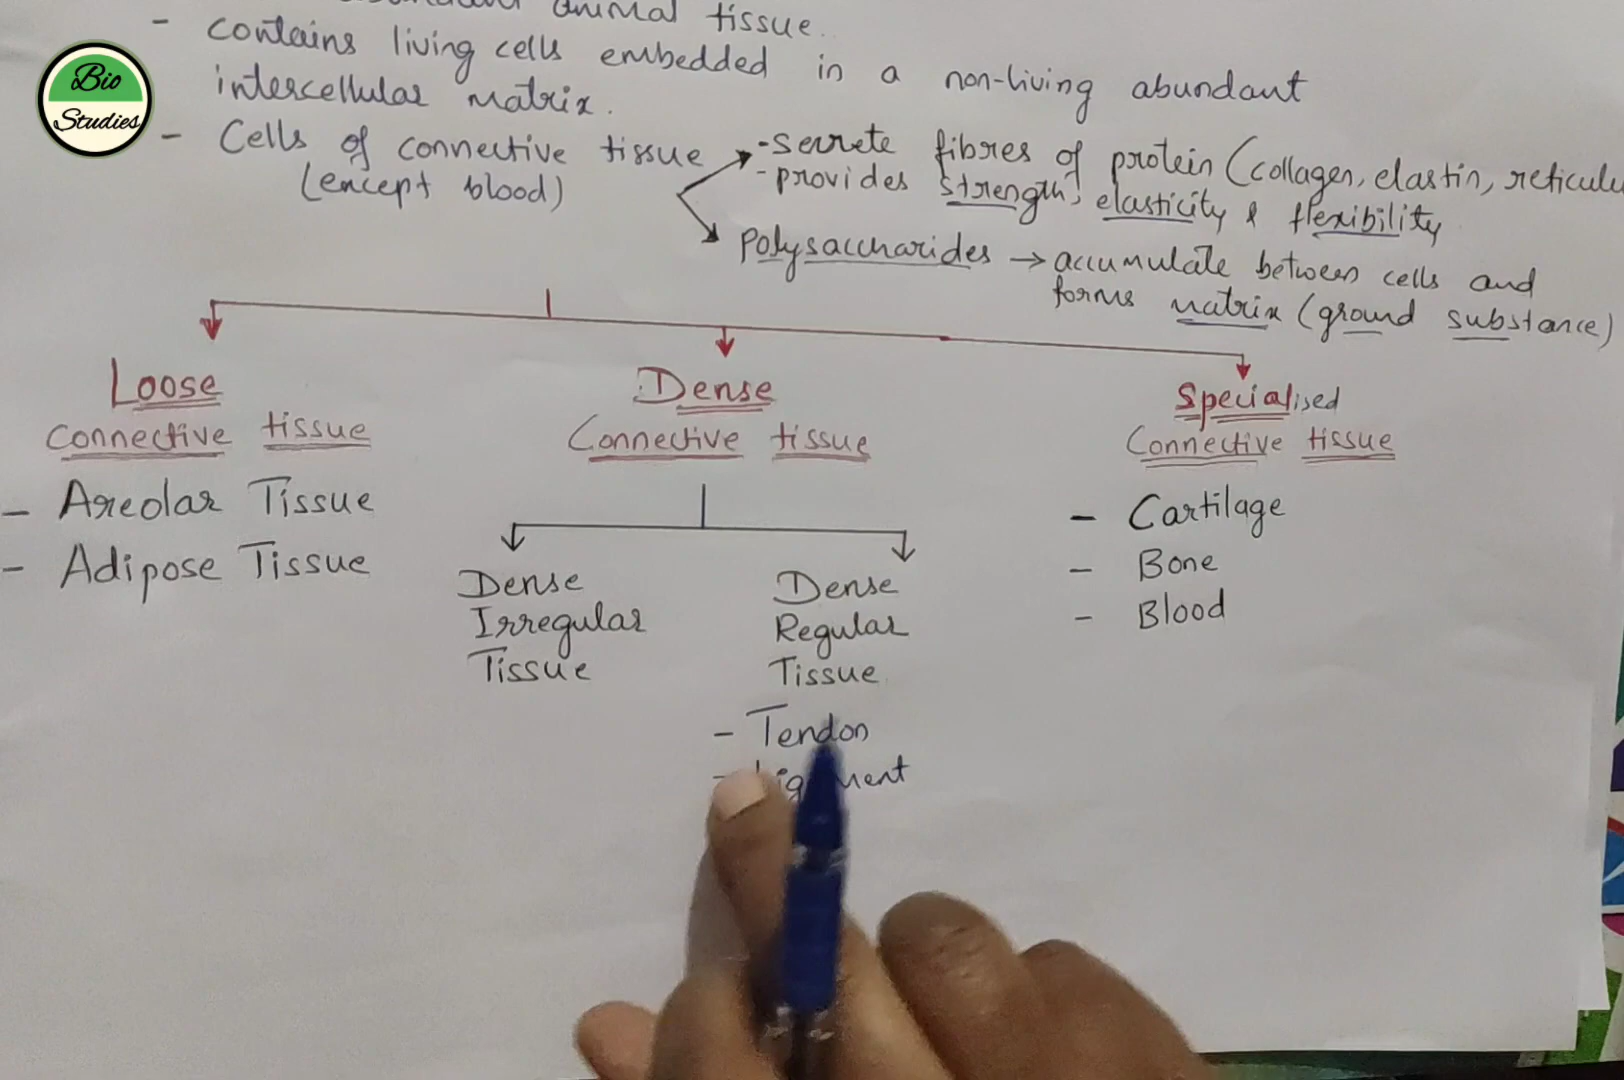 animal tissue.
- contains living cells embedded in a non-living abundant
intercellular matrix.
Bio
Studies
- Cells of connective tissue
(except blood)
- secrete fibres of protein (collagen, elastin, reticulu
- provides strength, elasticity & flexibility
polysaccharides → accumulate between cells and
forms matrix (ground substance)
Loose
Connective tissue
- Areolar Tissue
- Adipose Tissue
Dense
Connective tissue
Dense
Irregular
Tissue
Dense
Regular
Tissue
- Tendon
- Ligament
Specialised
Connective tissue
- Cartilage
- Bone
- Blood